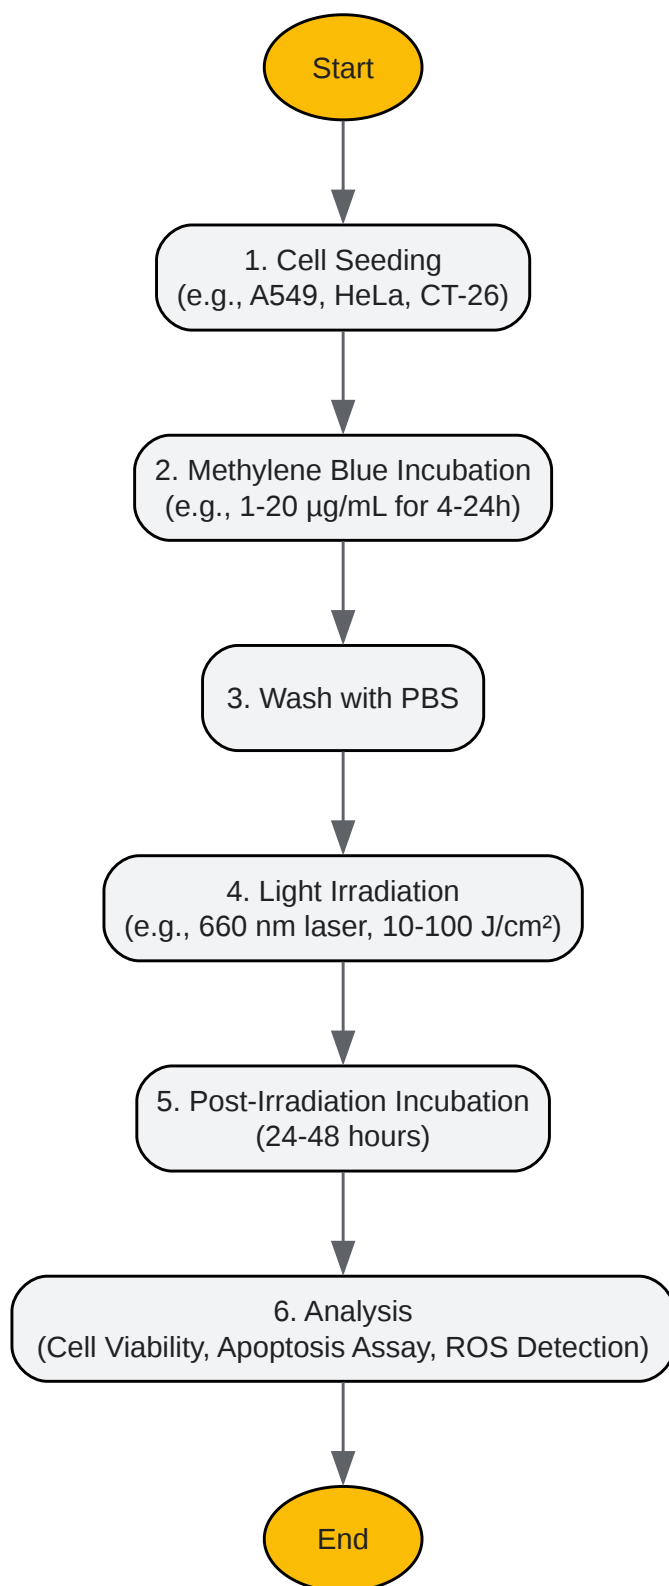 Start
1. Cell Seeding
(e.g., A549, HeLa, CT-26)
2. Methylene Blue Incubation
(e.g., 1-20 µg/mL for 4-24h)
3. Wash with PBS
4. Light Irradiation
(e.g., 660 nm laser, 10-100 J/cm²)
5. Post-Irradiation Incubation
(24-48 hours)
6. Analysis
(Cell Viability, Apoptosis Assay, ROS Detection)
End